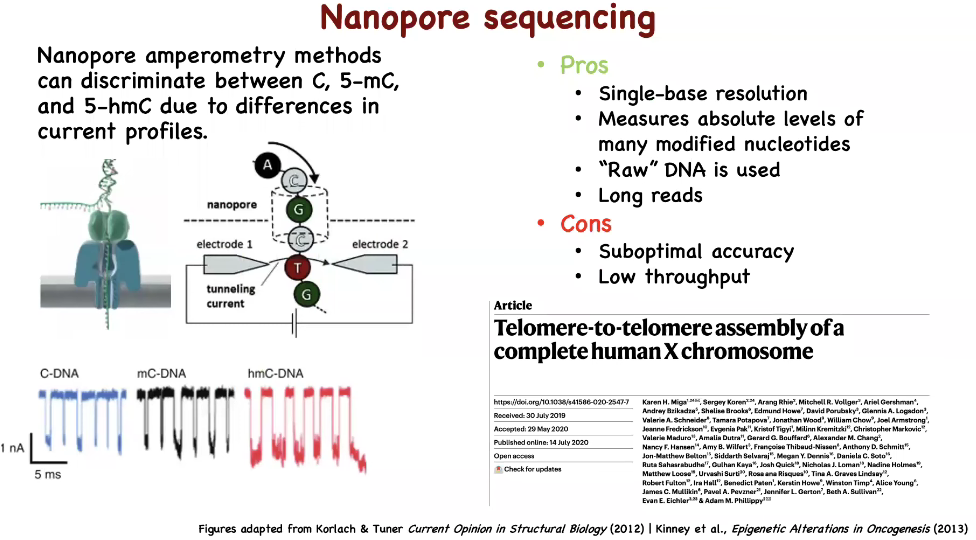 Nanopore sequencing
Nanopore amperometry methods
can discriminate between C, 5-mC,
and 5-hmC due to differences in
current profiles.
A
C
nanopore
G
C
electrode 1
electrode 2
T
tunneling
current
G
C-DNA
mC-DNA
hmC-DNA
1 nA
5 ms
• Pros
• Single-base resolution
• Measures absolute levels of
many modified nucleotides
• “Raw” DNA is used
• Long reads
• Cons
• Suboptimal accuracy
• Low throughput
Article
Telomere-to-telomere assembly of a
complete human X chromosome
https://doi.org/10.1038/s41586-020-2547-7
Received: 30 July 2019
Accepted: 29 May 2020
Published online: 14 July 2020
Open access
Check for updates
Karen H. Miga, Sergey Koren, Arang Rhie, Mitchell R. Vollger, Ariel Gershman,
Andrey Bzikadze, Shelise Brooks, Edmund Howe, David Porubsky, Glennis A. Logsdon,
Valerie A. Schneider, Tamara Potapova, Jonathan Wood, William Chow, Joel Armstrong,
Jeanne Fredrickson, Evgenia Pak, Kristof Tigyi, Milinn Kremitzki, Christopher Markovic,
Valerie Maduro, Amalia Dutra, Gerard G. Bouffard, Alexander M. Chang,
Nancy F. Hansen, Amy B. Wilfert, Françoise Thibaud-Nissen, Anthony D. Schmitt,
Jon-Matthew Belton, Siddarth Selvaraj, Megan Y. Dennis, Daniela C. Soto,
Ruta Sahasrabudhe, Gulhan Kaya, Josh Quick, Nicholas J. Loman, Nadine Holmes,
Matthew Loose, Urvashi Surti, Rosa ana Risques, Tina A. Graves Lindsay,
Robert Fulton, Ira Hall, Benedict Paten, Kerstin Howe, Winston Timp, Alice Young,
James C. Mullikin, Pavel A. Pevzner, Jennifer L. Gerton, Beth A. Sullivan,
Evan E. Eichler & Adam M. Phillippy
Figures adapted from Korlach & Tuner Current Opinion in Structural Biology (2012) | Kinney et al., Epigenetic Alterations in Oncogenesis (2013)